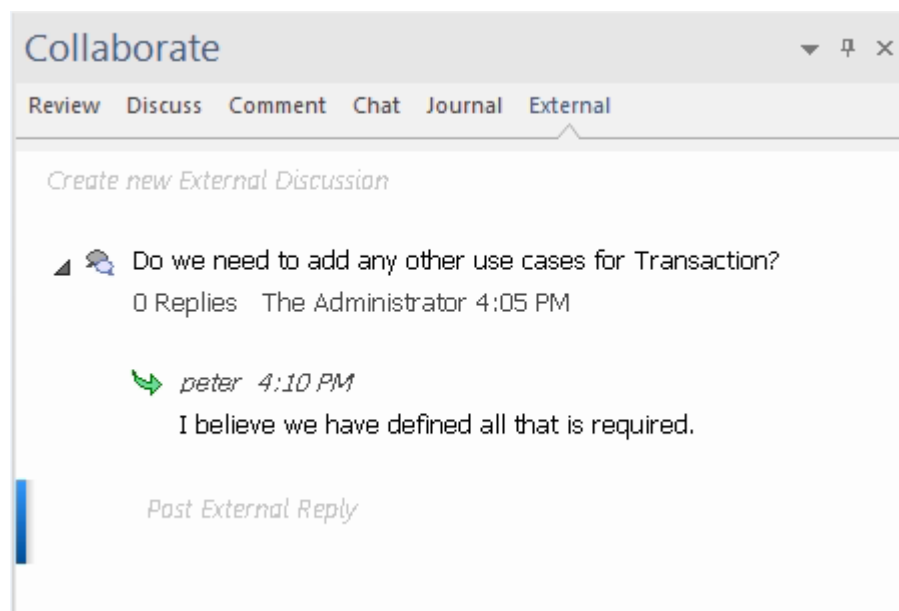 Collaborate
Review Discuss Comment Chat Journal External
Create new External Discussion
Do we need to add any other use cases for Transaction?
0 Replies The Administrator 4:05 PM
peter 4:10 PM
I believe we have defined all that is required.
Post External Reply